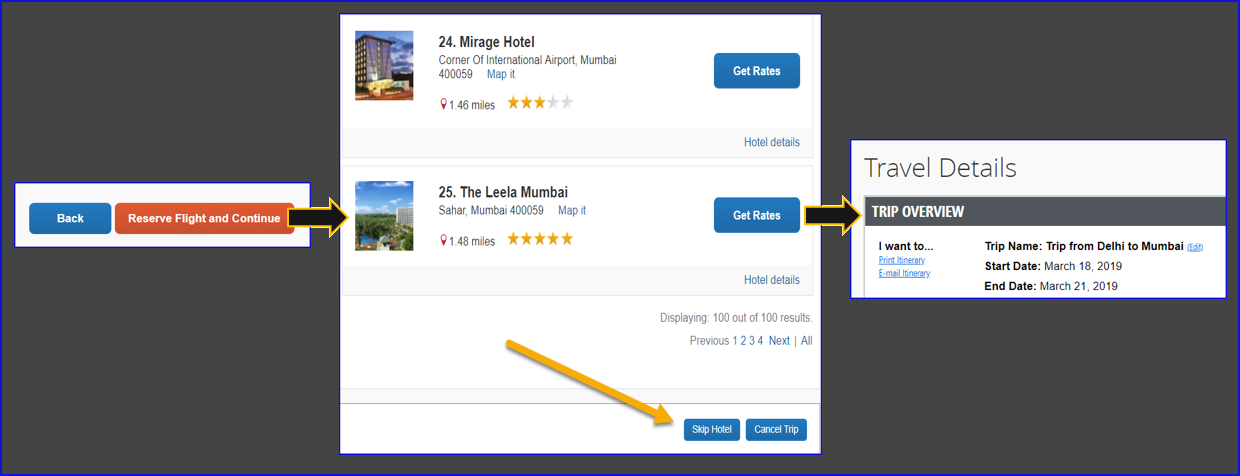 Back
Reserve Flight and Continue
24. Mirage Hotel
Corner Of International Airport, Mumbai
400059 Map it
1.46 miles
Get Rates
Hotel details
25. The Leela Mumbai
Sahar, Mumbai 400059 Map it
1.48 miles
Get Rates
Hotel details
Displaying: 100 out of 100 results.
Previous 1 2 3 4 Next | All
Skip Hotel
Cancel Trip
Travel Details
TRIP OVERVIEW
I want to...
Print Itinerary
E-mail Itinerary
Trip Name: Trip from Delhi to Mumbai (Edit)
Start Date: March 18, 2019
End Date: March 21, 2019